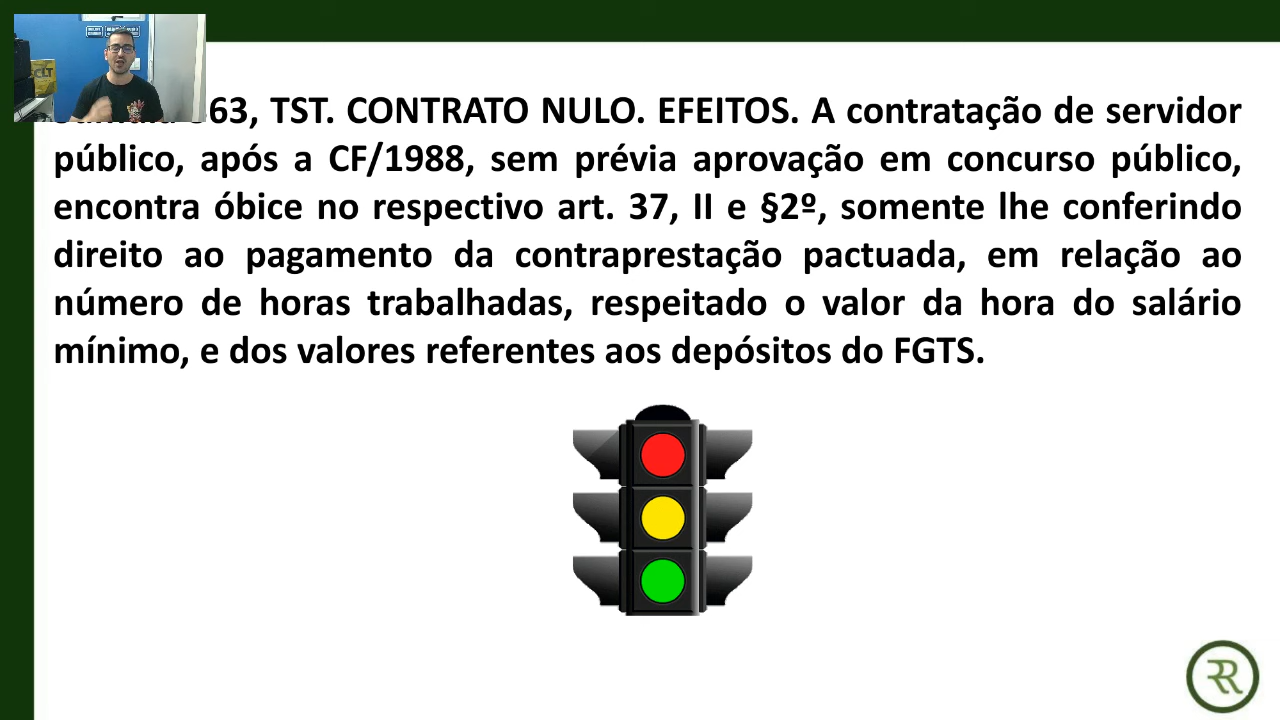 63, TST. CONTRATO NULO. EFEITOS. A contratação de servidor
público, após a CF/1988, sem prévia aprovação em concurso público,
encontra óbice no respectivo art. 37, II e §2º, somente lhe conferindo
direito ao pagamento da contraprestação pactuada, em relação ao
número de horas trabalhadas, respeitado o valor da hora do salário
mínimo, e dos valores referentes aos depósitos do FGTS.
CLT